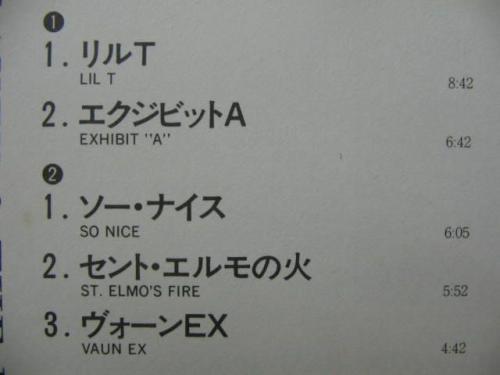 ❶
1. リルT
LIL T 8:42
2. エクジビットA
EXHIBIT "A" 6:42
❷
1. ソー・ナイス
SO NICE 6:05
2. セント・エルモの火
ST. ELMO'S FIRE 5:52
3. ヴォーンEX
VAUN EX 4:42